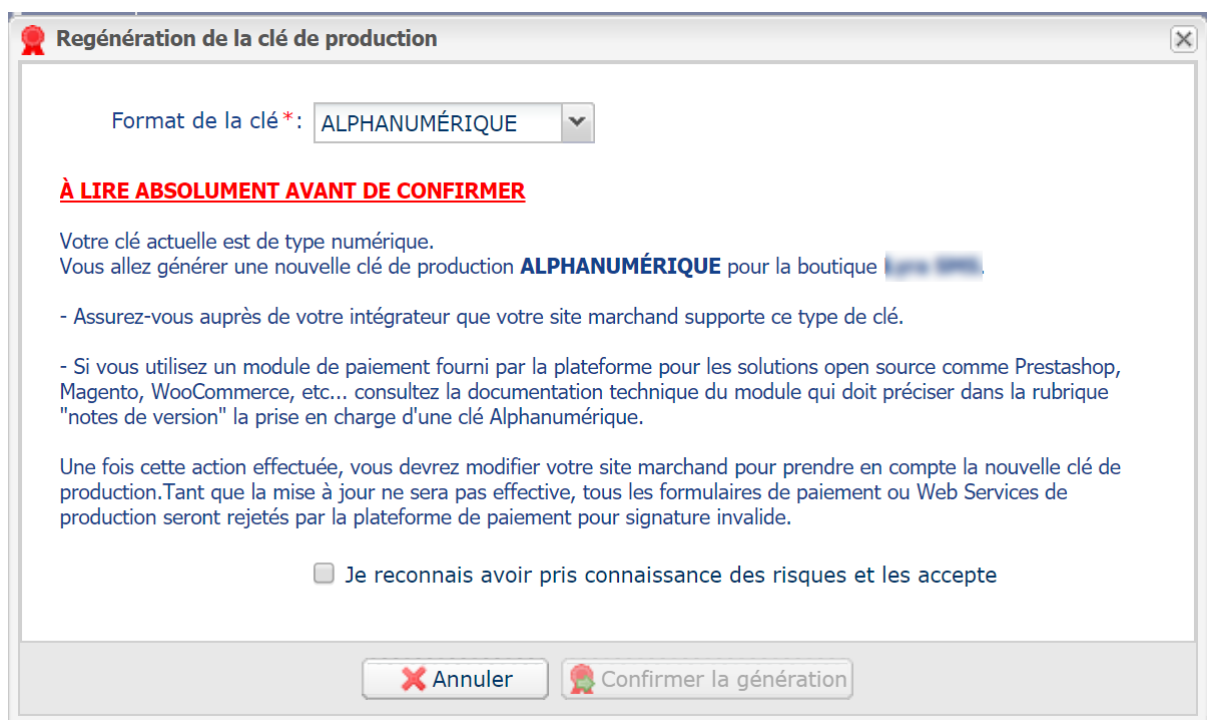 Regénération de la clé de production
Format de la clé*: ALPHANUMÉRIQUE
À LIRE ABSOLUMENT AVANT DE CONFIRMER
Votre clé actuelle est de type numérique.
Vous allez générer une nouvelle clé de production ALPHANUMÉRIQUE pour la boutique .
- Assurez-vous auprès de votre intégrateur que votre site marchand supporte ce type de clé.
- Si vous utilisez un module de paiement fourni par la plateforme pour les solutions open source comme Prestashop,
Magento, WooCommerce, etc... consultez la documentation technique du module qui doit préciser dans la rubrique
"notes de version" la prise en charge d'une clé Alphanumérique.
Une fois cette action effectuée, vous devrez modifier votre site marchand pour prendre en compte la nouvelle clé de
production.Tant que la mise à jour ne sera pas effective, tous les formulaires de paiement ou Web Services de
production seront rejetés par la plateforme de paiement pour signature invalide.
Je reconnais avoir pris connaissance des risques et les accepte
Annuler Confirmer la génération